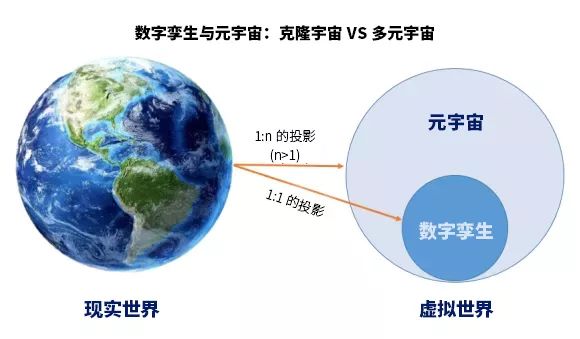 数字孪生与元宇宙：克隆宇宙 VS 多元宇宙
1:n 的投影
(n>1)
1:1 的投影
元宇宙
数字孪生
现实世界
虚拟世界